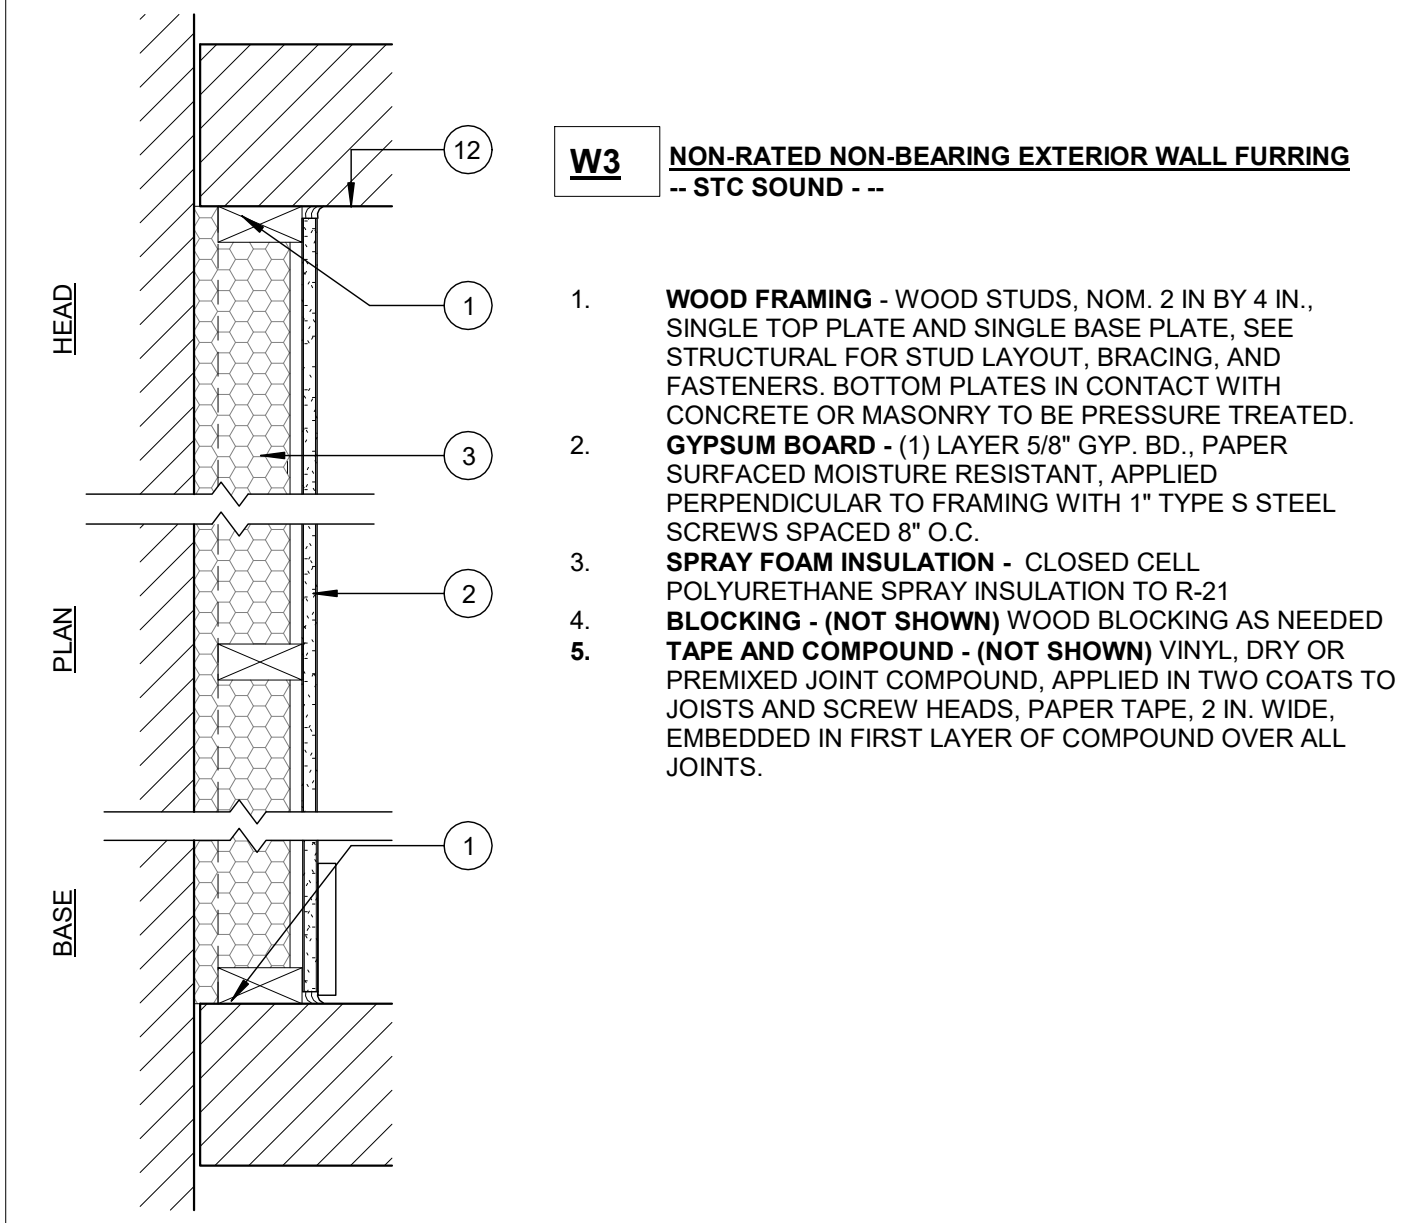 12
W3
NON-RATED NON-BEARING EXTERIOR WALL FURRING
-- STC SOUND - --
HEAD
1
1. WOOD FRAMING - WOOD STUDS, NOM. 2 IN BY 4 IN.,
SINGLE TOP PLATE AND SINGLE BASE PLATE, SEE
STRUCTURAL FOR STUD LAYOUT, BRACING, AND
FASTENERS. BOTTOM PLATES IN CONTACT WITH
CONCRETE OR MASONRY TO BE PRESSURE TREATED.
3
2. GYPSUM BOARD - (1) LAYER 5/8" GYP. BD., PAPER
SURFACED MOISTURE RESISTANT, APPLIED
PERPENDICULAR TO FRAMING WITH 1" TYPE S STEEL
SCREWS SPACED 8" O.C.
PLAN
2
3. SPRAY FOAM INSULATION - CLOSED CELL
POLYURETHANE SPRAY INSULATION TO R-21
4. BLOCKING - (NOT SHOWN) WOOD BLOCKING AS NEEDED
5. TAPE AND COMPOUND - (NOT SHOWN) VINYL, DRY OR
PREMIXED JOINT COMPOUND, APPLIED IN TWO COATS TO
JOISTS AND SCREW HEADS, PAPER TAPE, 2 IN. WIDE,
EMBEDDED IN FIRST LAYER OF COMPOUND OVER ALL
JOINTS.
1
BASE